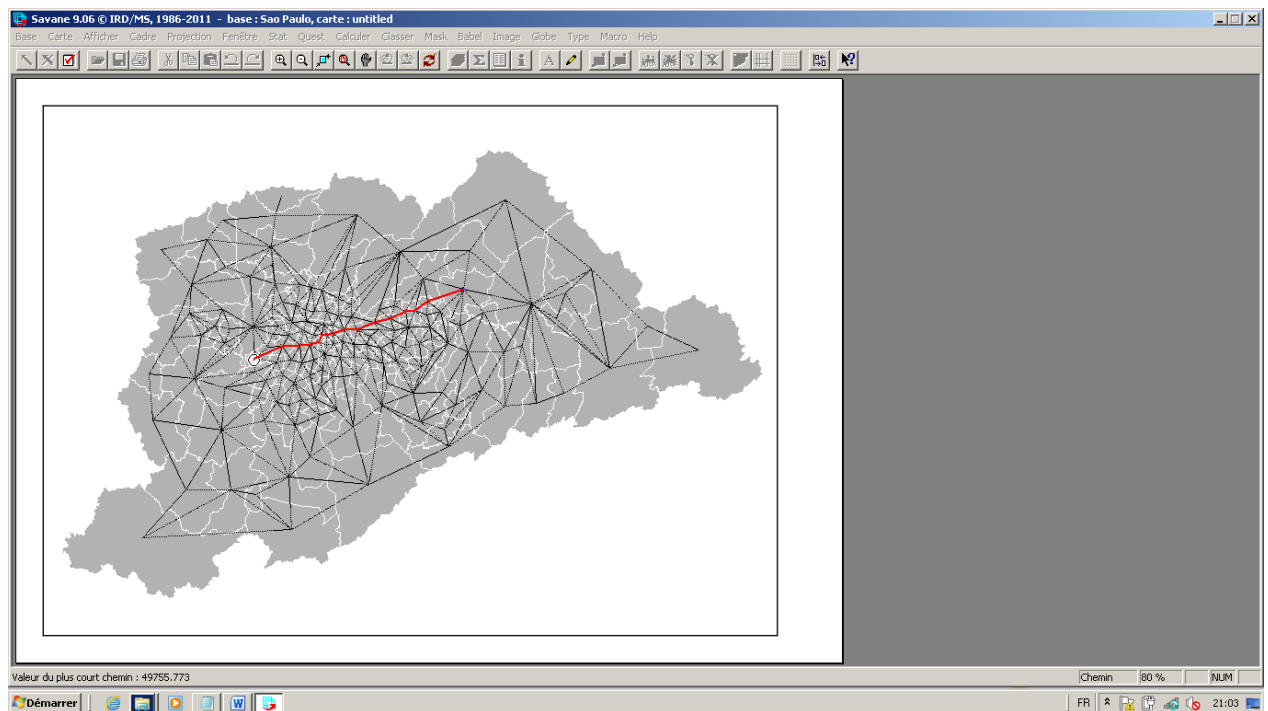 Savane 9.06 © IRD/MS, 1986-2011 - base : Sao Paulo, carte : untitled
Base Carte Afficher Cadre Projection Fenêtre Stat Quest Calculer Classer Mask Babel Image Globe Type Macro Help
Valeur du plus court chemin : 49755.773
Chemin 80 % NUM
Démarrer FR 21:03